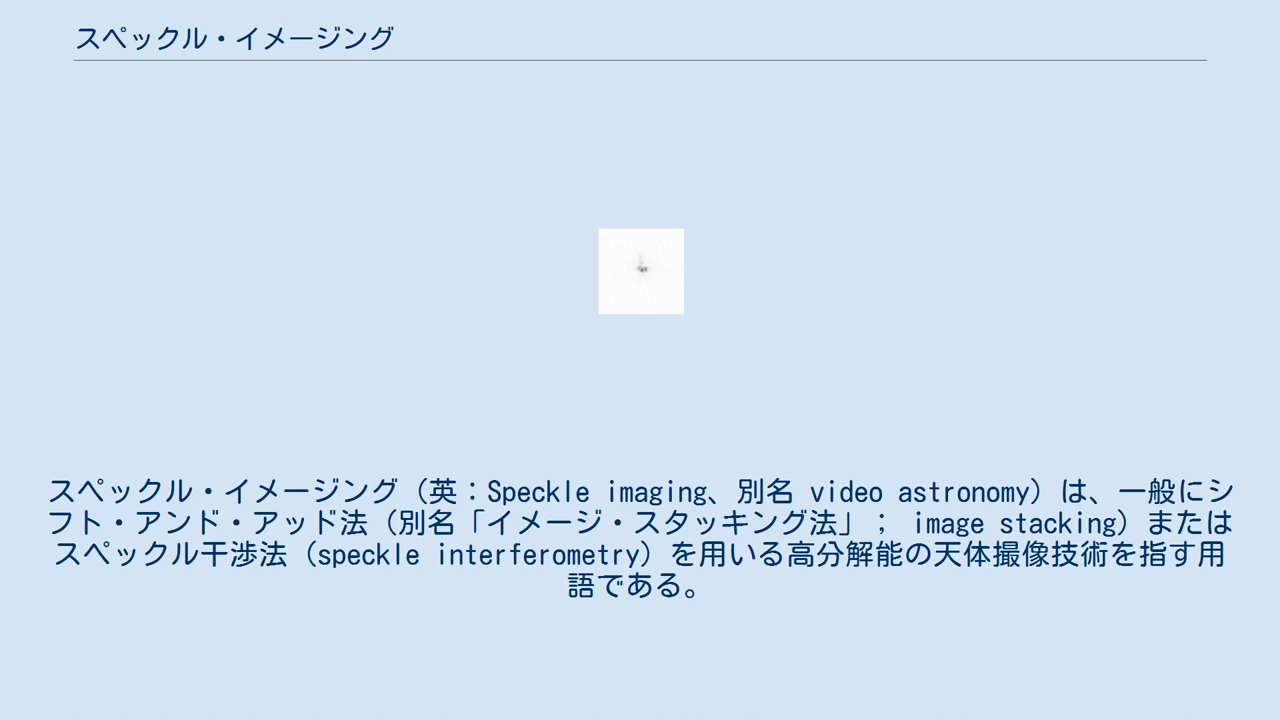 スペックル・イメージング
スペックル・イメージング（英：Speckle imaging、別名 video astronomy）は、一般にシ
フト・アンド・アッド法（別名「イメージ・スタッキング法」； image stacking）または
スペックル干渉法（speckle interferometry）を用いる高分解能の天体撮像技術を指す用
語である。